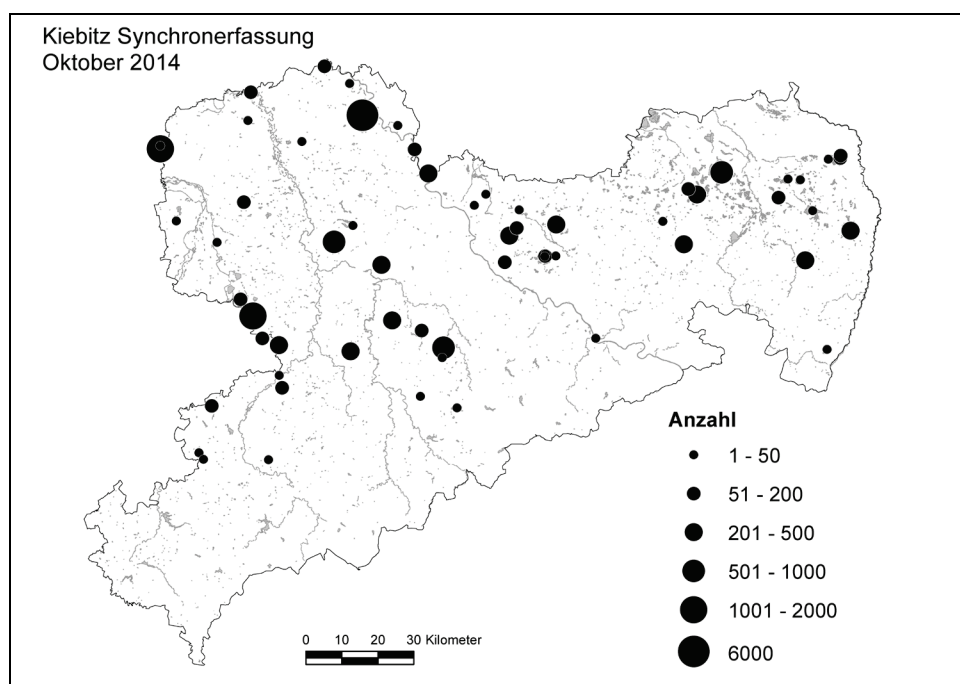 Kiebitz Synchronerfassung
Oktober 2014
Anzahl
1 - 50
51 - 200
201 - 500
501 - 1000
1001 - 2000
6000
0 10 20 30 Kilometer